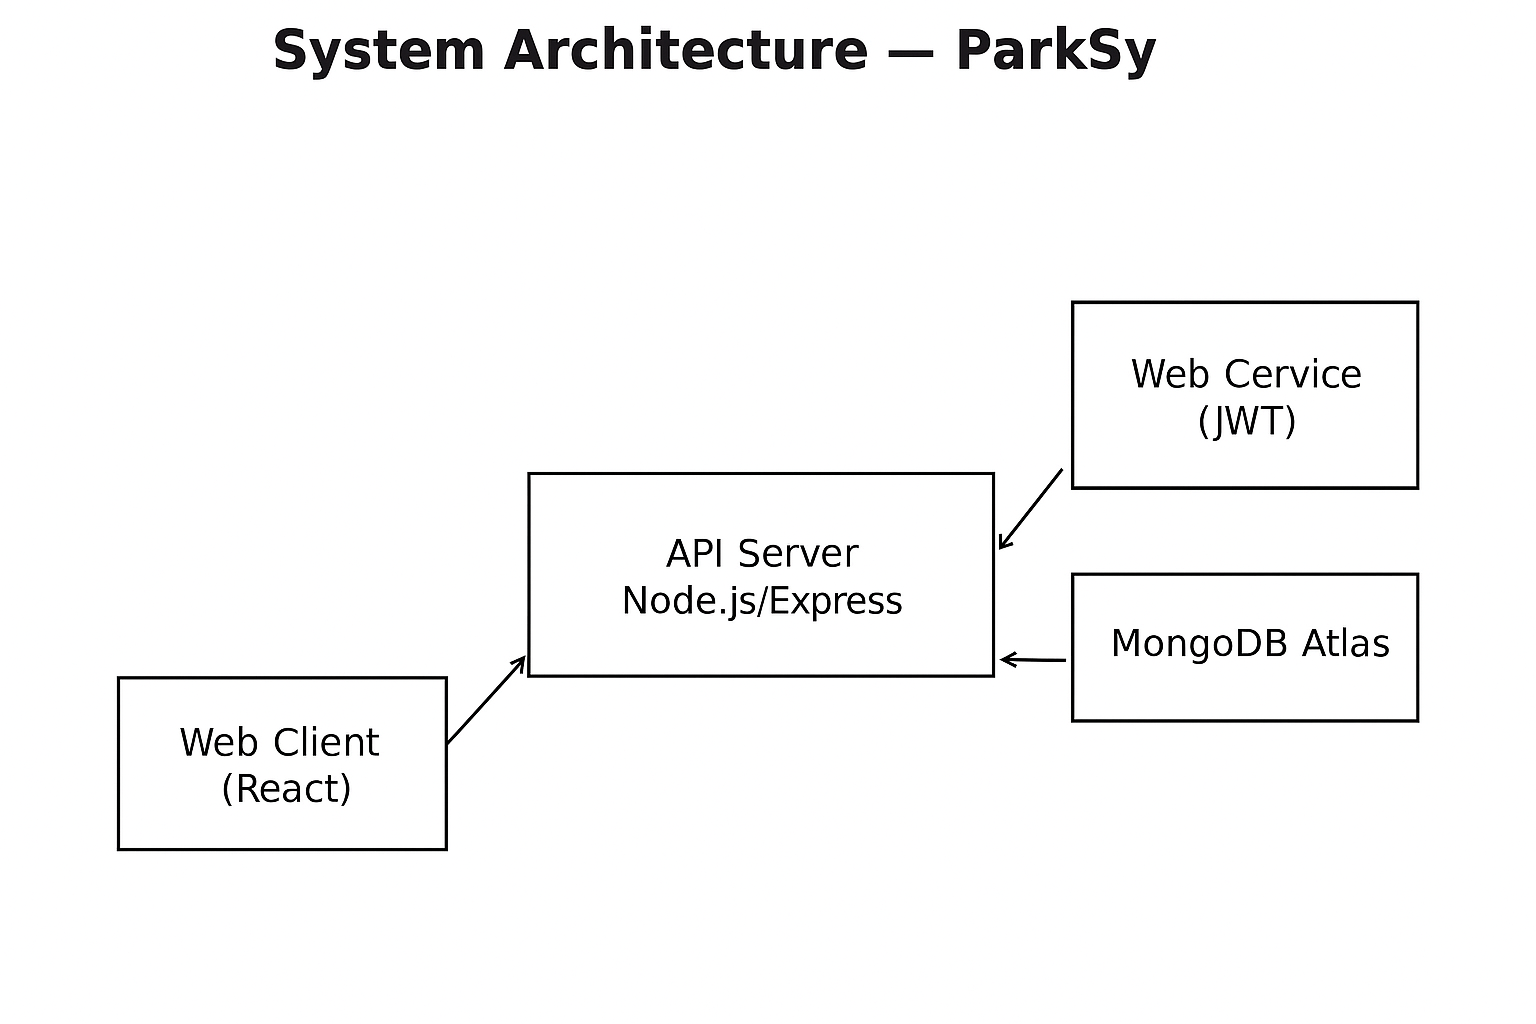 System Architecture — ParkSy
Web Cervice
(JWT)
API Server
Node.js/Express
MongoDB Atlas
Web Client
(React)